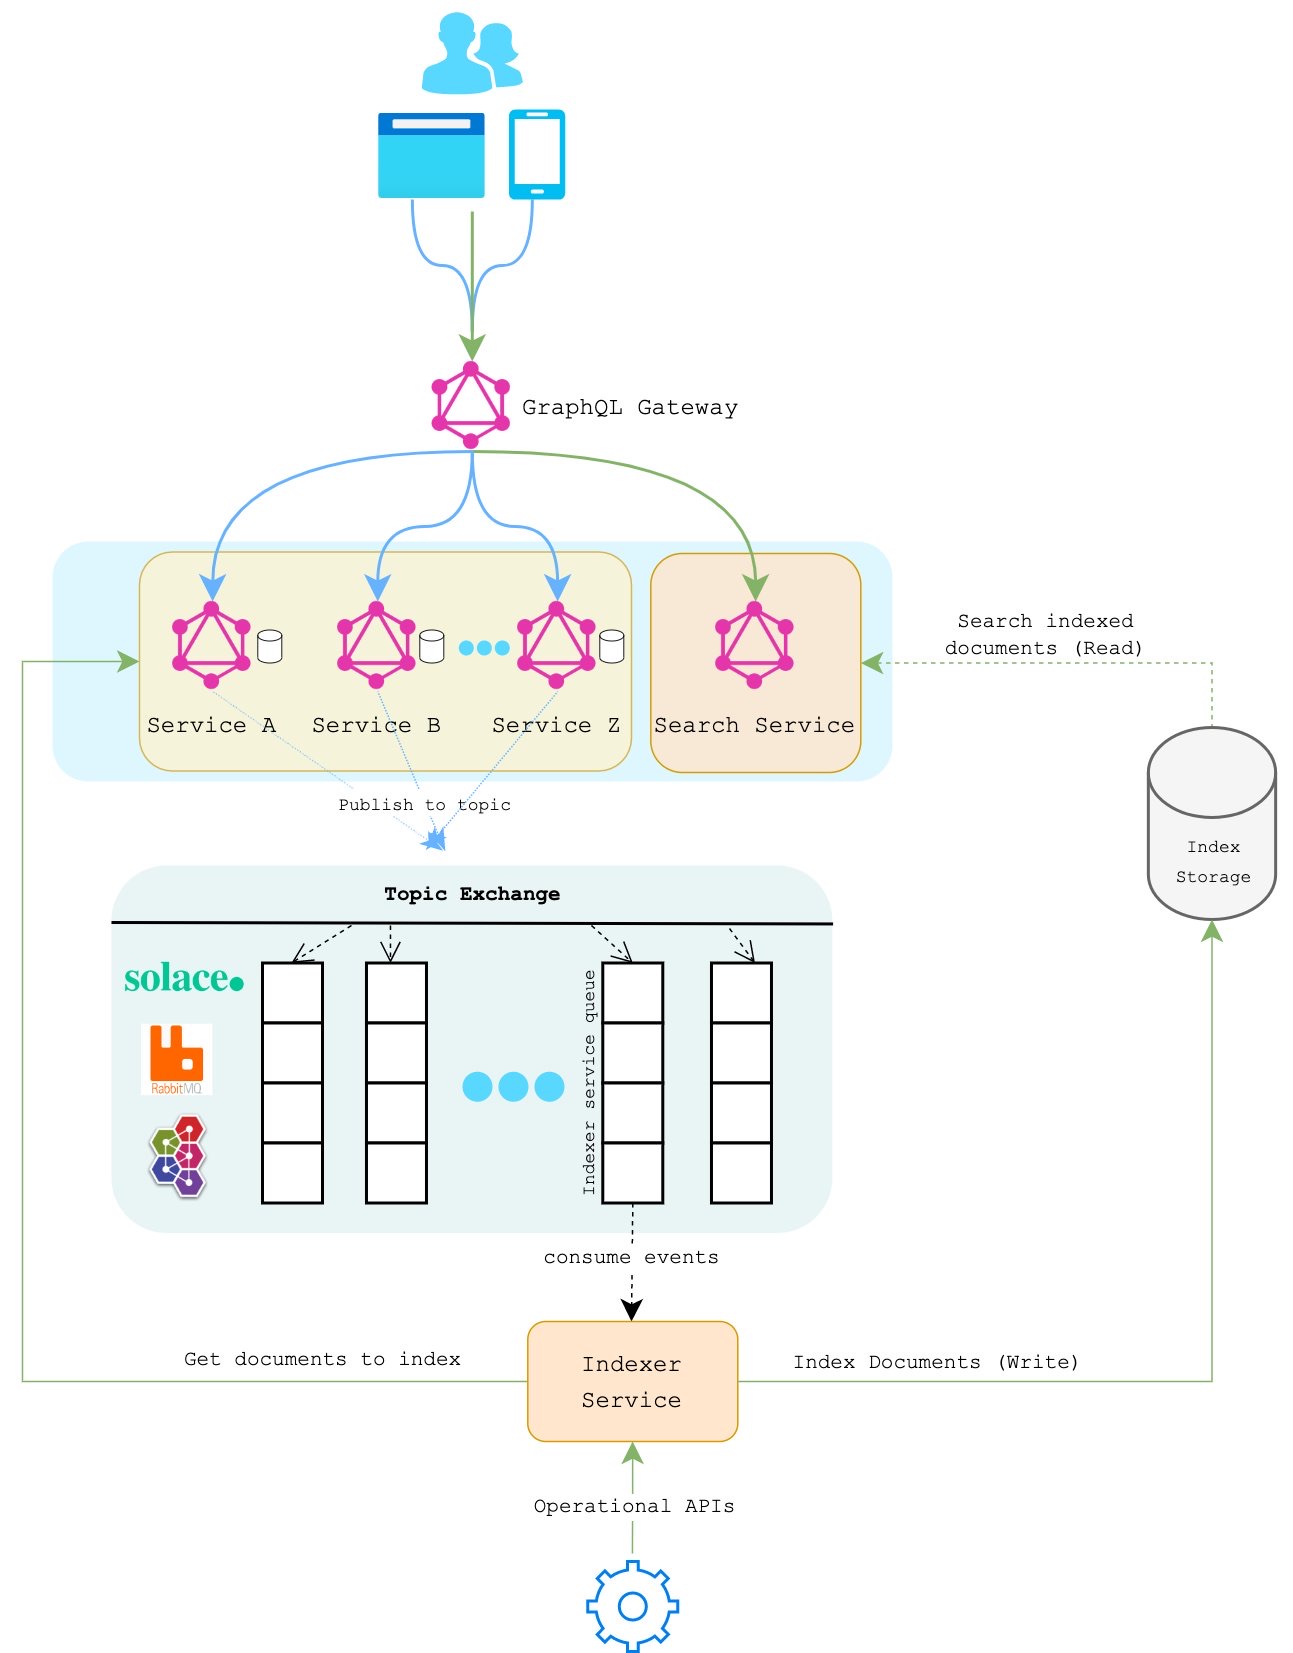 GraphQL Gateway
Search indexed
documents (Read)
Service A
Service B
Service Z
Search Service
Publish to topic
Index
Storage
Topic Exchange
solace.
RabbitMQ
Indexer service queue
consume events
Get documents to index
Indexer
Service
Index Documents (Write)
Operational APIs